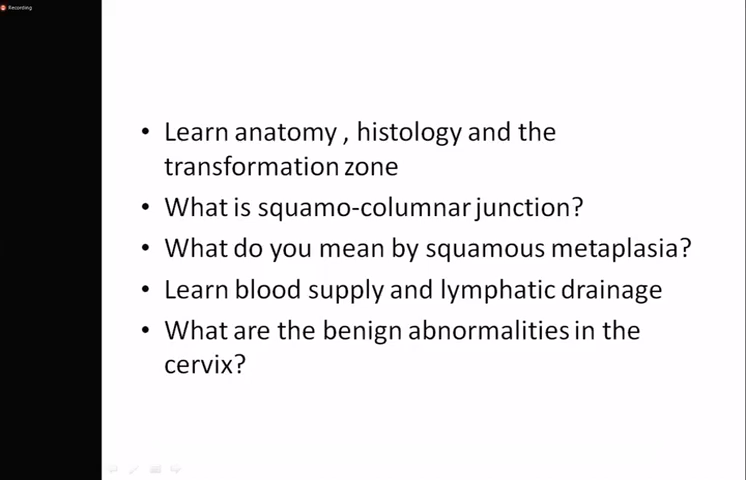 Recording
• Learn anatomy , histology and the
transformation zone
• What is squamo-columnar junction?
• What do you mean by squamous metaplasia?
• Learn blood supply and lymphatic drainage
• What are the benign abnormalities in the
cervix?